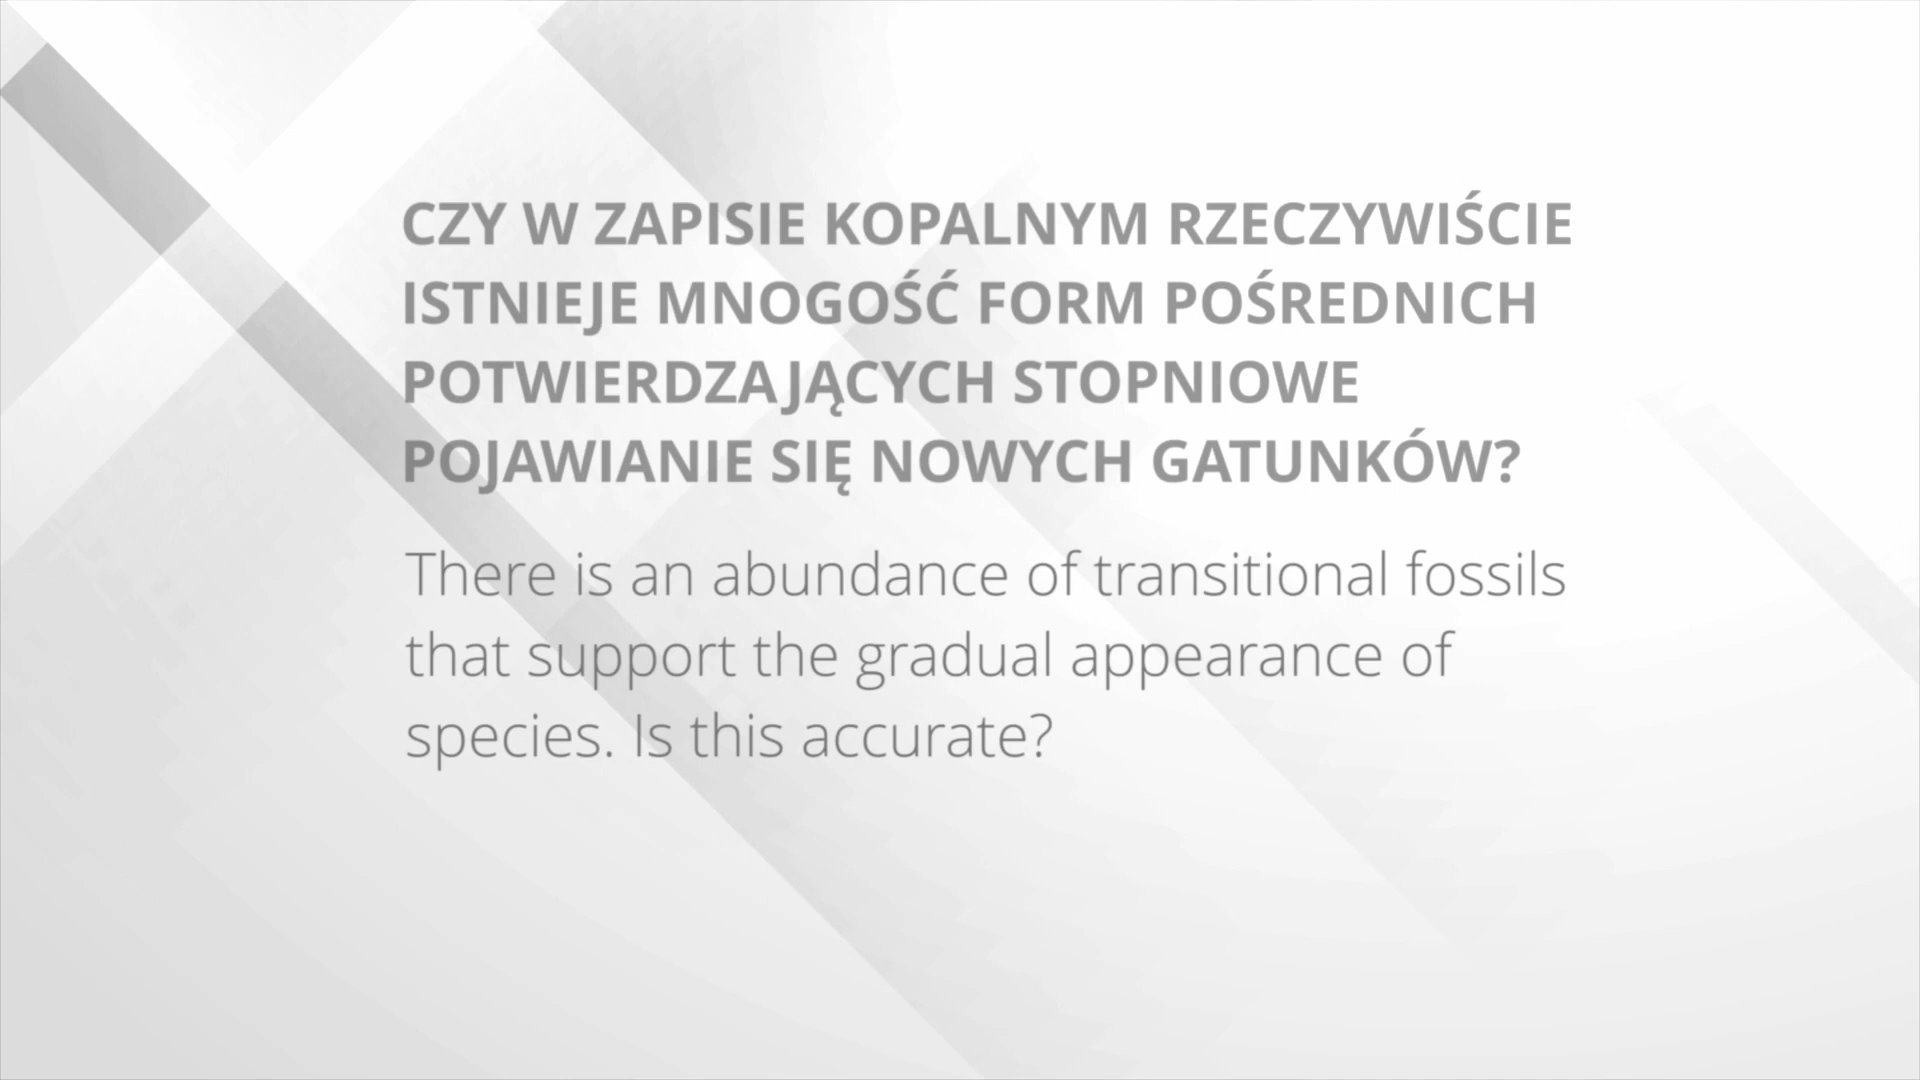 CZY W ZAPISIE KOPALNYM RZECZYWIŚCIE
ISTNIEJE MNOGOŚĆ FORM POŚREDNICH
POTWIERDZAJĄCYCH STOPNIOWE
POJAWIANIE SIĘ NOWYCH GATUNKÓW?
There is an abundance of transitional fossils
that support the gradual appearance of
species. Is this accurate?